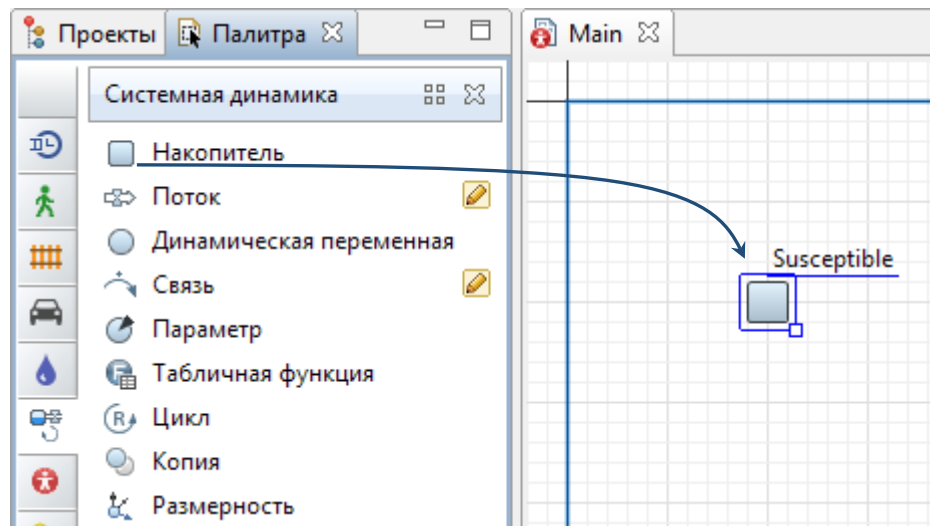 Проекты Палитра Main
Системная динамика
Накопитель
Поток
Динамическая переменная
Связь
Параметр
Табличная функция
Цикл
Копия
Размерность
Susceptible